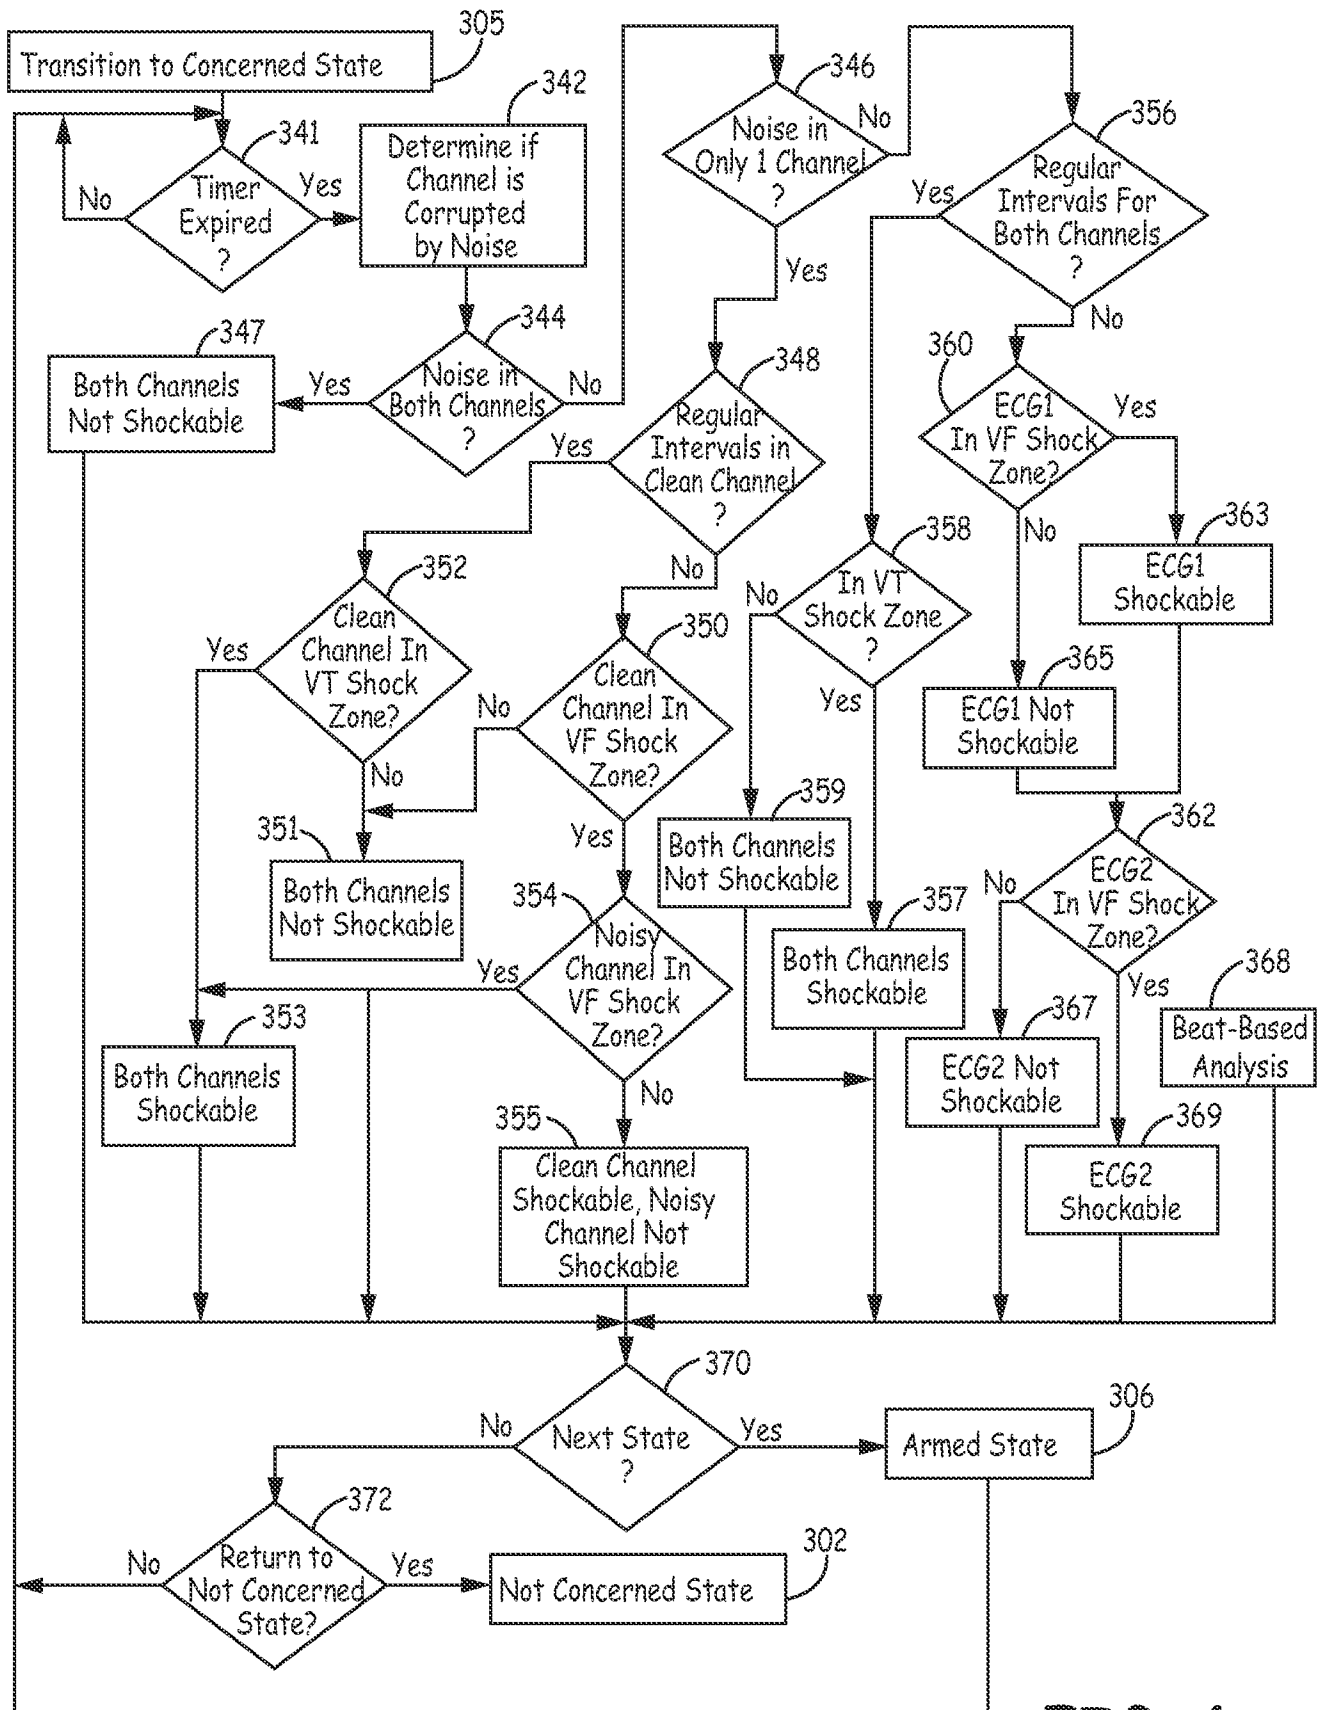 305
Transition to Concerned State
342
346
356
341
Timer
Expired
?
No
Yes
Determine if
Channel is
Corrupted
by Noise
Noise in
Only 1 Channel
?
No
Yes
Regular
Intervals For
Both Channels
?
Yes
No
347
Both Channels
Not Shockable
344
Noise in
Both Channels
?
Yes
No
348
Regular
Intervals in
Clean Channel
?
Yes
No
360
ECG1
In VF Shock
Zone?
Yes
No
363
ECG1
Shockable
352
Clean
Channel In
VT Shock
Zone?
Yes
No
350
Clean
Channel In
VF Shock
Zone?
No
Yes
358
In VT
Shock Zone
?
No
Yes
365
ECG1 Not
Shockable
351
Both Channels
Not Shockable
359
Both Channels
Not Shockable
362
ECG2
In VF Shock
Zone?
No
Yes
354
Noisy
Channel In
VF Shock
Zone?
Yes
No
357
Both Channels
Shockable
368
Beat-Based
Analysis
353
Both Channels
Shockable
367
ECG2 Not
Shockable
355
Clean Channel
Shockable, Noisy
Channel Not
Shockable
369
ECG2
Shockable
370
Next State
?
No
Yes
306
Armed State
372
Return to
Not Concerned
State?
No
Yes
302
Not Concerned State